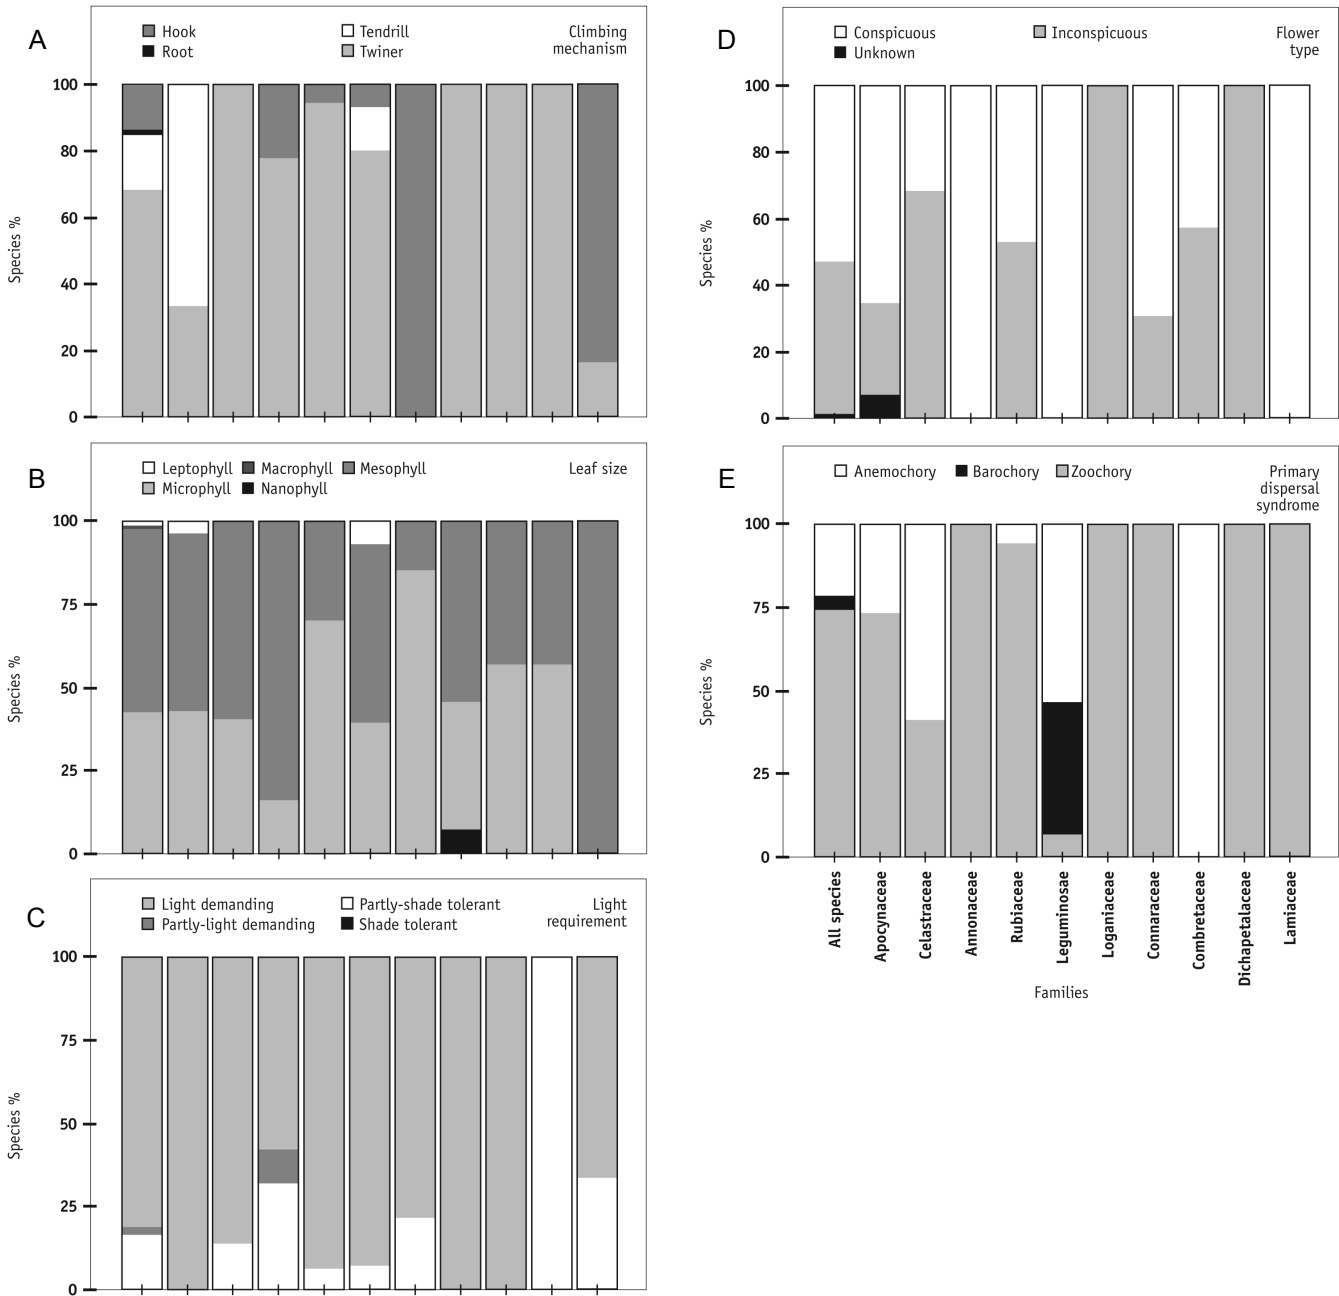 A
Hook
Tendrill
Climbing
Root
Twiner
mechanism
100
80
60
40
20
0
Species %
B
Leptophyll
Macrophyll
Mesophyll
Leaf size
Microphyll
Nanophyll
100
75
50
25
0
Species %
C
Light demanding
Partly-shade tolerant
Light
Partly-light demanding
Shade tolerant
requirement
100
75
50
25
0
Species %
D
Conspicuous
Inconspicuous
Flower
Unknown
type
100
80
60
40
20
0
Species %
E
Anemochory
Barochory
Zoochory
Primary
dispersal
syndrome
100
75
50
25
0
Species %
All species
Apocynaceae
Celastraceae
Annonaceae
Rubiaceae
Leguminosae
Loganiaceae
Connaraceae
Combretaceae
Dichapetalaceae
Lamiaceae
Families